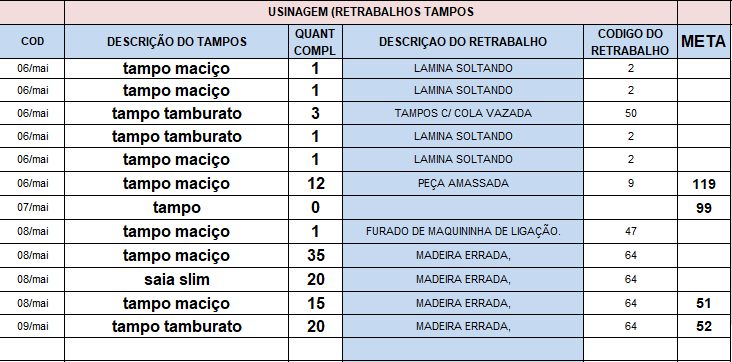 USINAGEM (RETRABALHOS TAMPOS
COD DESCRIÇÃO DO TAMPOS QUANT COMPL DESCRIÇAO DO RETRABALHO CODIGO DO RETRABALHO META
06/mai tampo maciço 1 LAMINA SOLTANDO 2
06/mai tampo maciço 1 LAMINA SOLTANDO 2
06/mai tampo tamburato 3 TAMPOS C/ COLA VAZADA 50
06/mai tampo tamburato 1 LAMINA SOLTANDO 2
06/mai tampo maciço 1 LAMINA SOLTANDO 2
06/mai tampo maciço 12 PEÇA AMASSADA 9 119
07/mai tampo 0 99
08/mai tampo maciço 1 FURADO DE MAQUININHA DE LIGAÇÃO. 47
08/mai tampo maciço 35 MADEIRA ERRADA, 64
08/mai saia slim 20 MADEIRA ERRADA, 64
08/mai tampo maciço 15 MADEIRA ERRADA, 64 51
09/mai tampo tamburato 20 MADEIRA ERRADA, 64 52